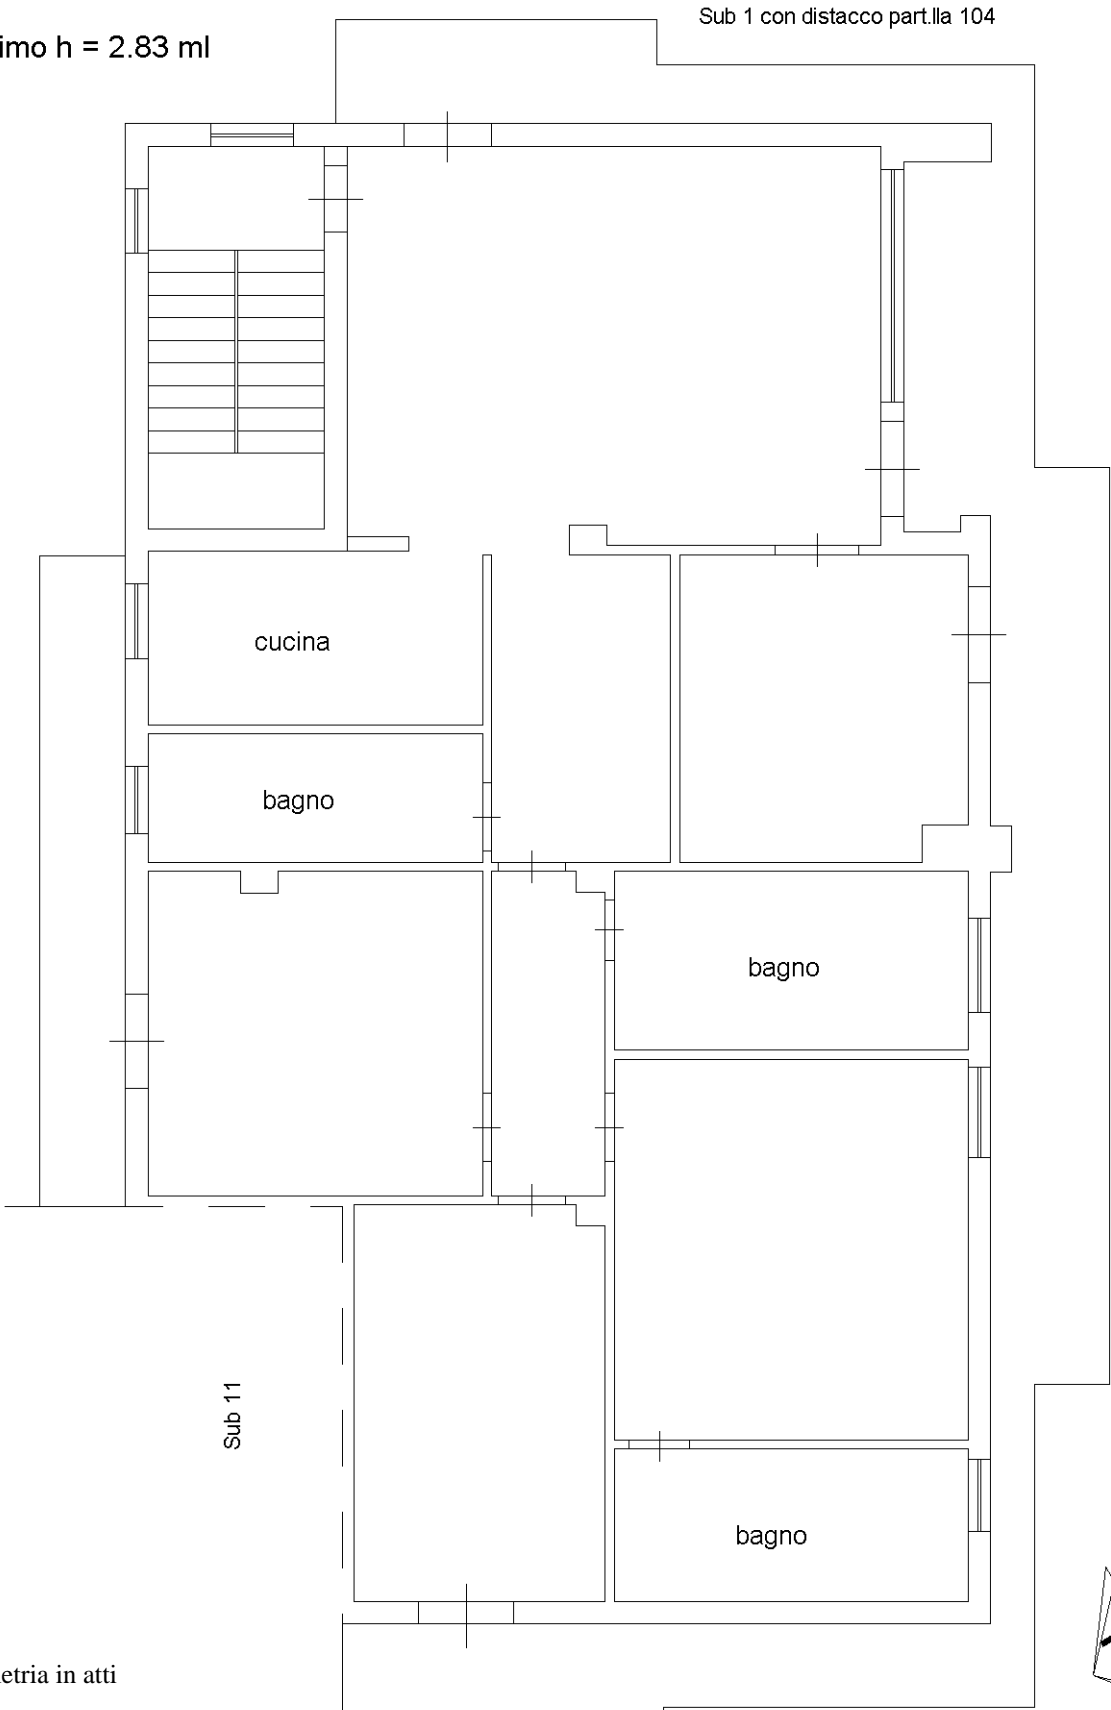 Sub 1 con distacco part.lla 104
imo h = 2.83 ml
cucina
bagno
bagno
Sub 11
bagno
etria in atti